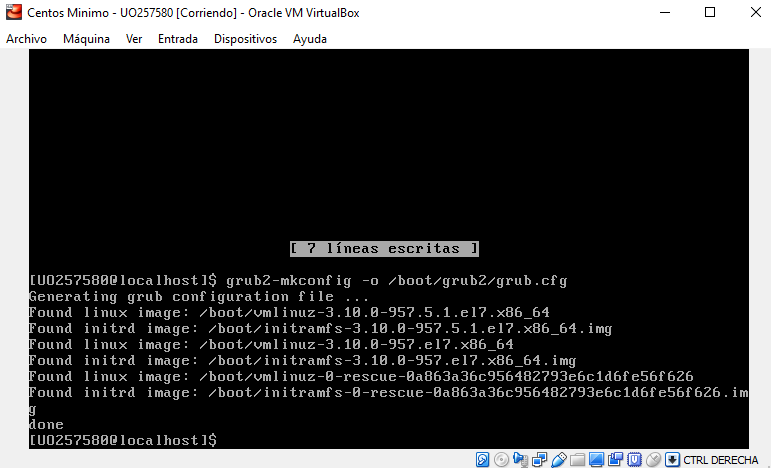 Centos Minimo - UO257580 [Corriendo] - Oracle VM VirtualBox
Archivo Máquina Ver Entrada Dispositivos Ayuda
[ 7 líneas escritas ]
[UO257580@localhost]$ grub2-mkconfig -o /boot/grub2/grub.cfg
Generating grub configuration file ...
Found linux image: /boot/vmlinuz-3.10.0-957.5.1.el7.x86_64
Found initrd image: /boot/initramfs-3.10.0-957.5.1.el7.x86_64.img
Found linux image: /boot/vmlinuz-3.10.0-957.el7.x86_64
Found initrd image: /boot/initramfs-3.10.0-957.el7.x86_64.img
Found linux image: /boot/vmlinuz-0-rescue-0a863a36c956482793e6c1d6fe56f626
Found initrd image: /boot/initramfs-0-rescue-0a863a36c956482793e6c1d6fe56f626.im
g
done
[UO257580@localhost]$
CTRL DERECHA